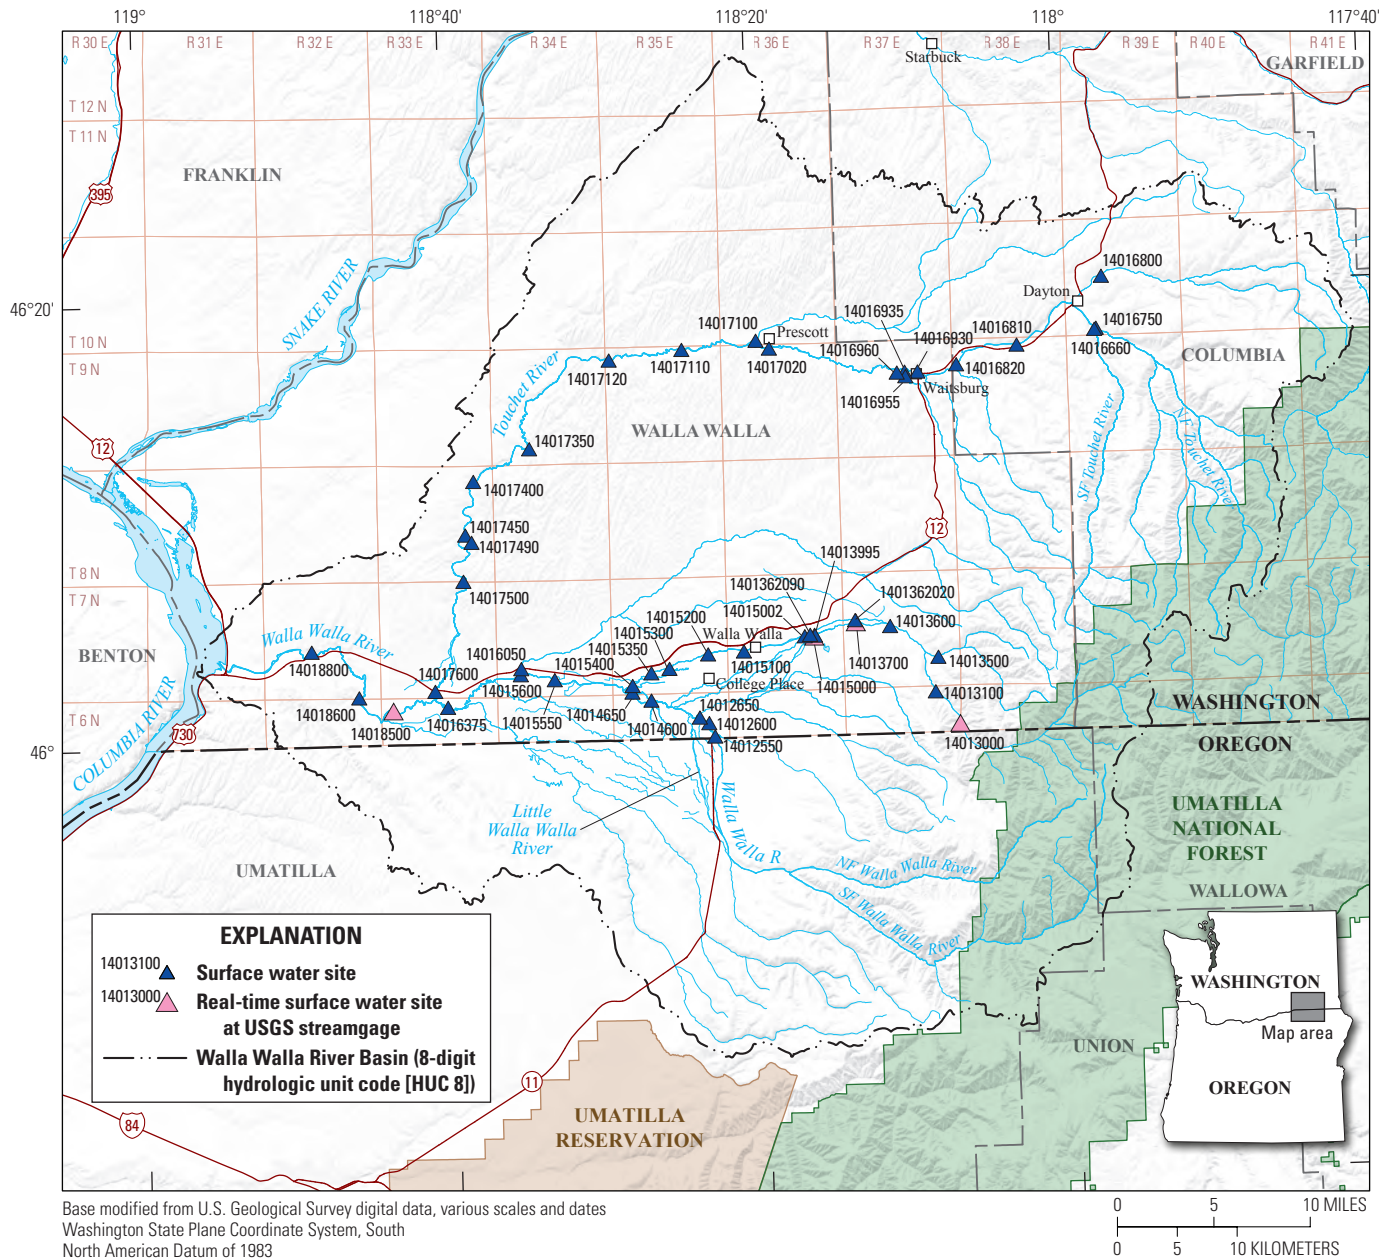 119°
118°40'
118°20'
118°
117°40'
R 30 E
R 31 E
R 32 E
R 33 E
R 34 E
R 35 E
R 36 E
R 37 E
R 38 E
R 39 E
R 40 E
R 41 E
Starbuck
GARFIELD
T 12 N
T 11 N
FRANKLIN
395
SNAKE RIVER
14016800
Dayton
46°20'
14016935
14017100
Prescott
14016930
14016810
14016750
T 10 N
T 9 N
14016960
14016660
COLUMBIA
14017120
14017110
14017020
14016820
Waitsburg
14016955
Touchet River
SF Touchet River
NF Touchet River
WALLA WALLA
14017350
12
14017400
14017450
14017490
12
14013995
T 8 N
T 7 N
14017500
1401362090
1401362020
14015002
14015200
14013600
Walla Walla River
14015300
Walla Walla
BENTON
14016050
14015400
14015350
14018800
14017600
14015100
14013700
14013500
14015600
College Place
14015000
14013100
COLUMBIA RIVER
14018600
14016375
14015550
14014650
14012650
WASHINGTON
T 6 N
730
14018500
14014600
14012600
14013000
46°
14012550
OREGON
Little
Walla Walla
River
Walla Walla R
UMATILLA
NATIONAL
FOREST
UMATILLA
NF Walla Walla River
SF Walla Walla River
WALLOWA
EXPLANATION
14013100
Surface water site
14013000
Real-time surface water site
at USGS streamgage
Walla Walla River Basin (8-digit
hydrologic unit code [HUC 8])
WASHINGTON
Map area
OREGON
UNION
11
84
UMATILLA
RESERVATION
Base modified from U.S. Geological Survey digital data, various scales and dates
Washington State Plane Coordinate System, South
North American Datum of 1983
0 5 10 MILES
0 5 10 KILOMETERS